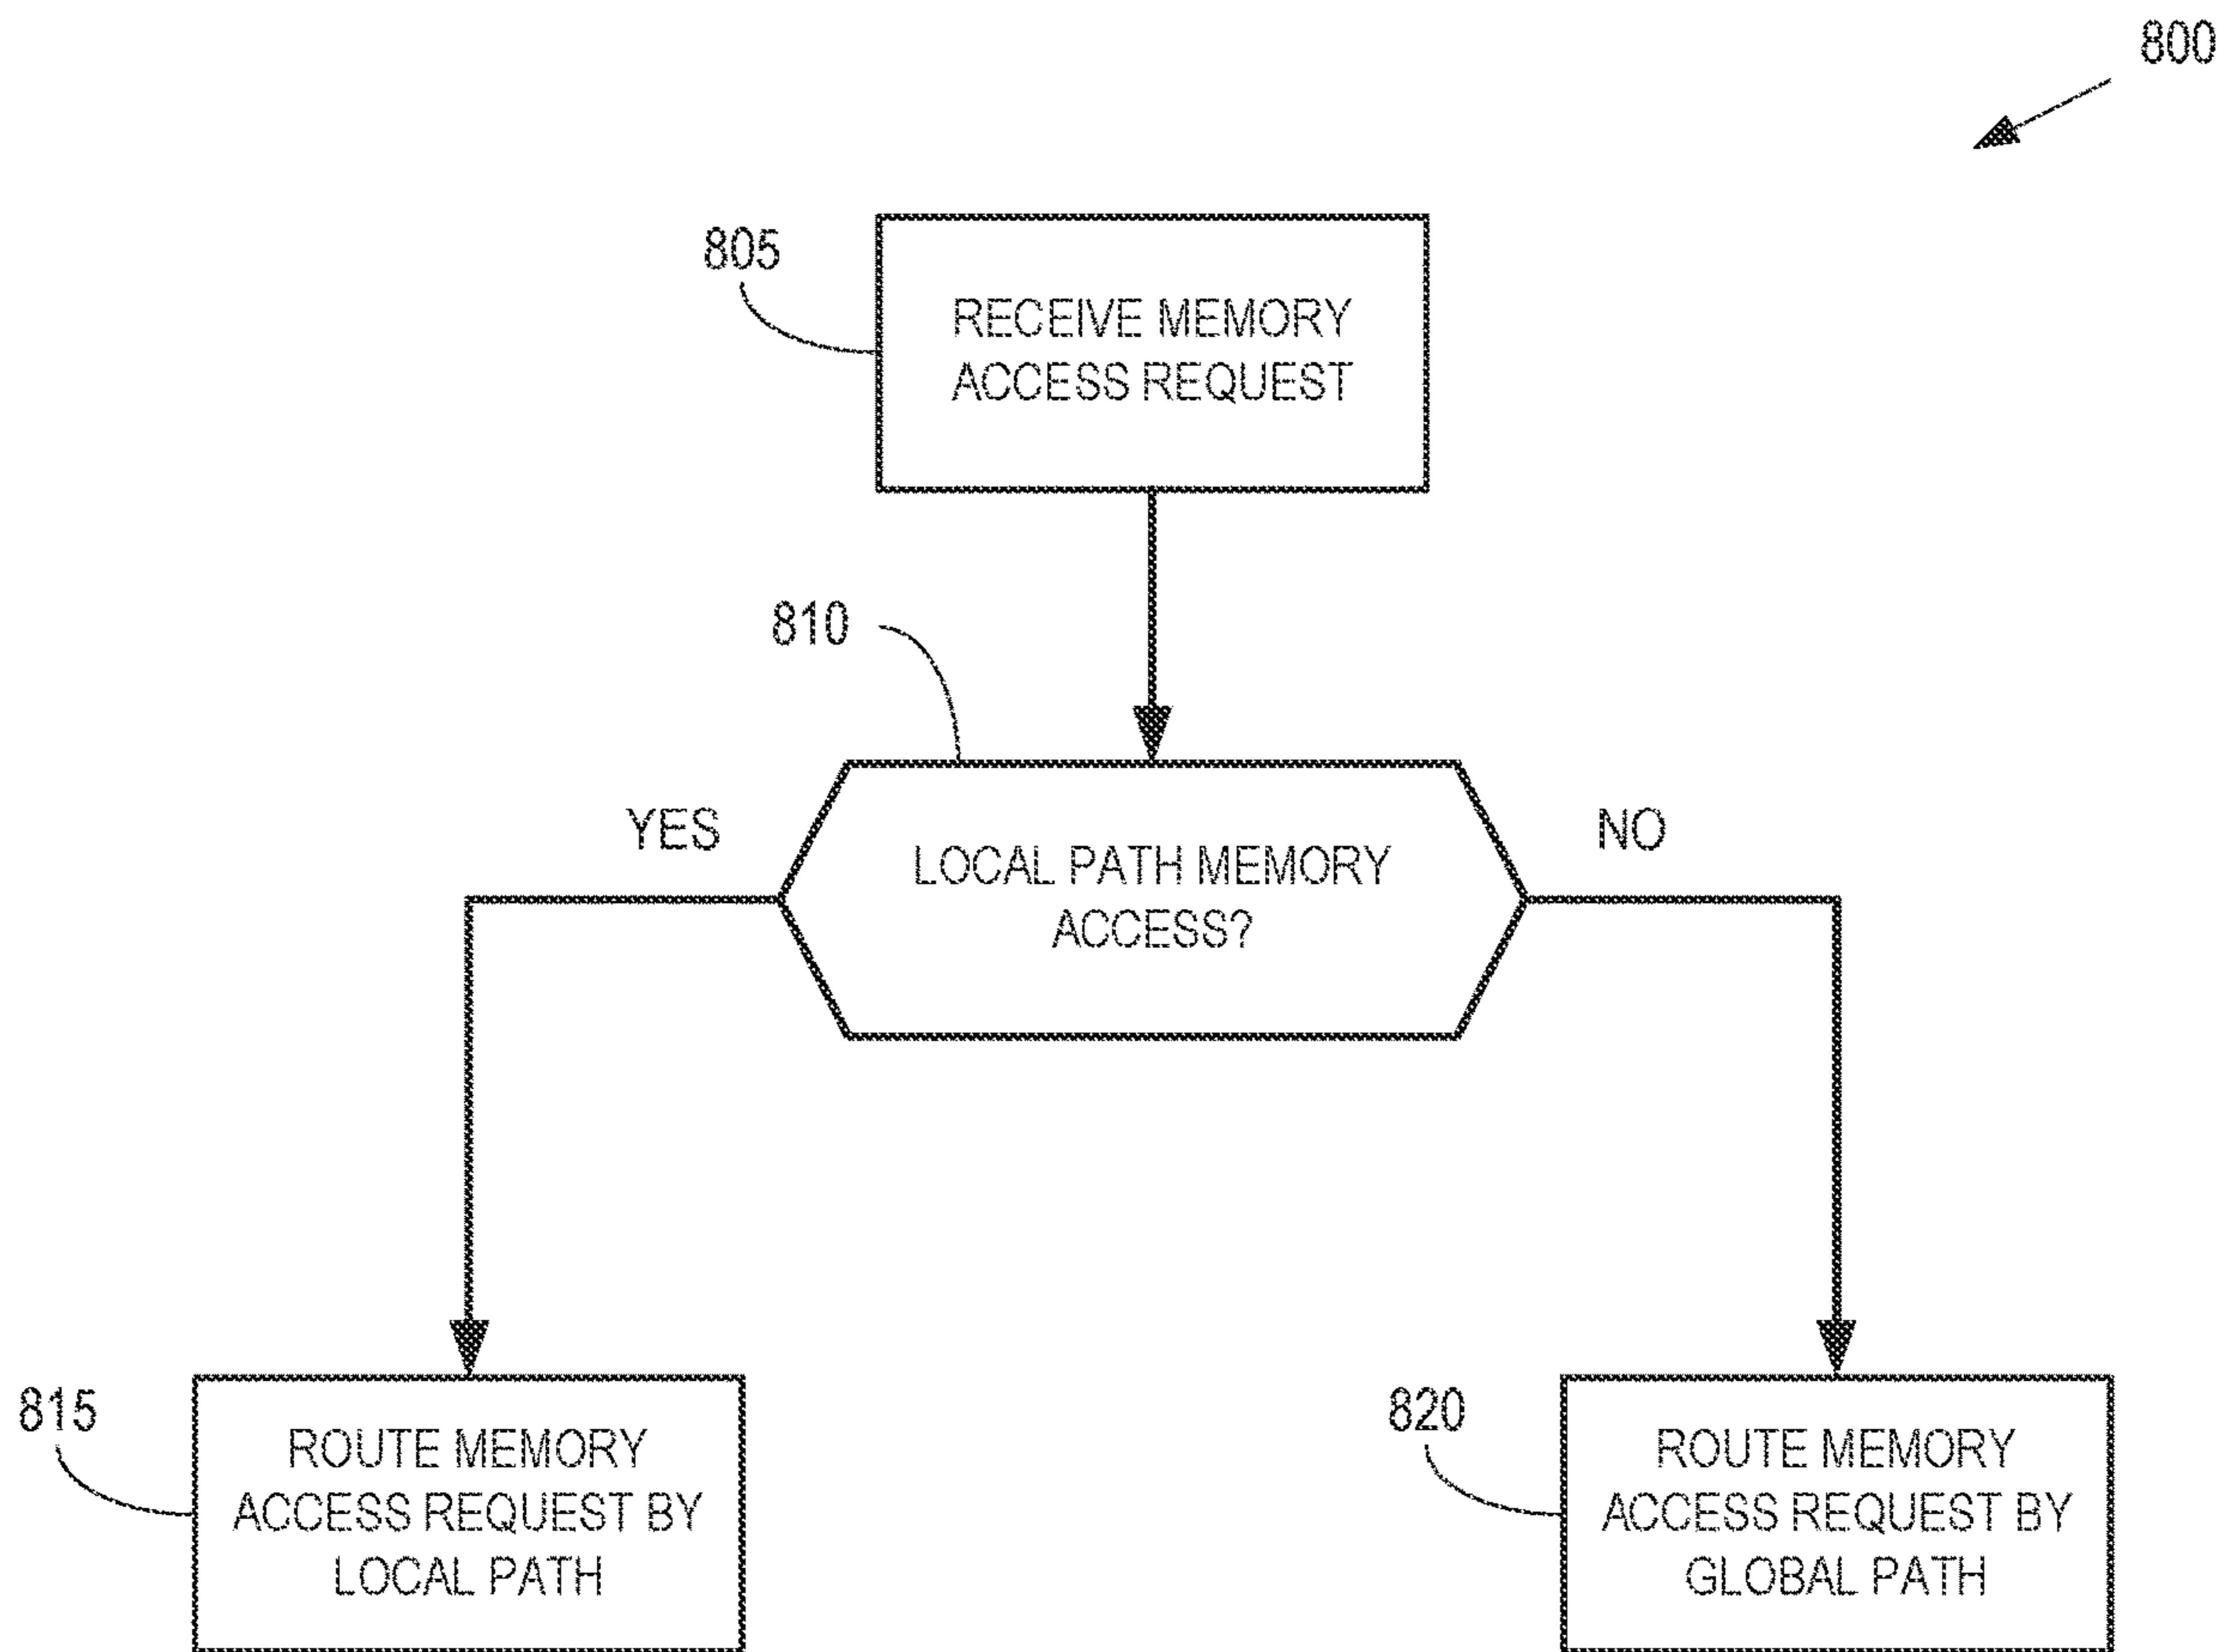 800
805
RECEIVE MEMORY
ACCESS REQUEST
810
YES
NO
LOCAL PATH MEMORY
ACCESS?
815
ROUTE MEMORY
ACCESS REQUEST BY
LOCAL PATH
820
ROUTE MEMORY
ACCESS REQUEST BY
GLOBAL PATH